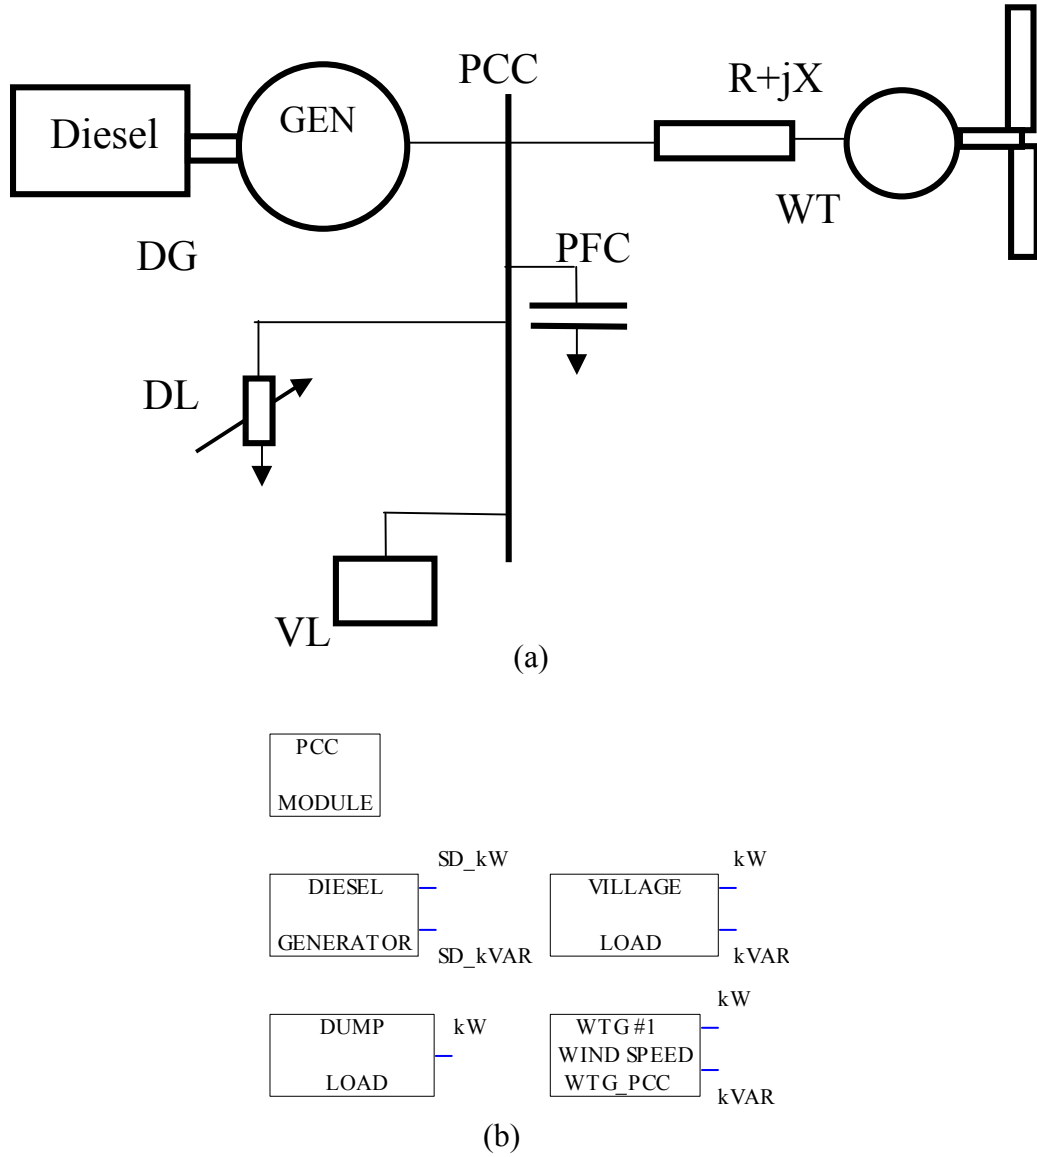 PCC
R+jX
Diesel
GEN
WT
DG
PFC
DL
VL
(a)
PCC
MODULE
SD_kW
DIESEL
GENERATOR
SD_kVAR
kW
VILLAGE
LOAD
kVAR
kW
DUMP
LOAD
kW
WTG #1
WIND SPEED
WTG_PCC
kVAR
(b)